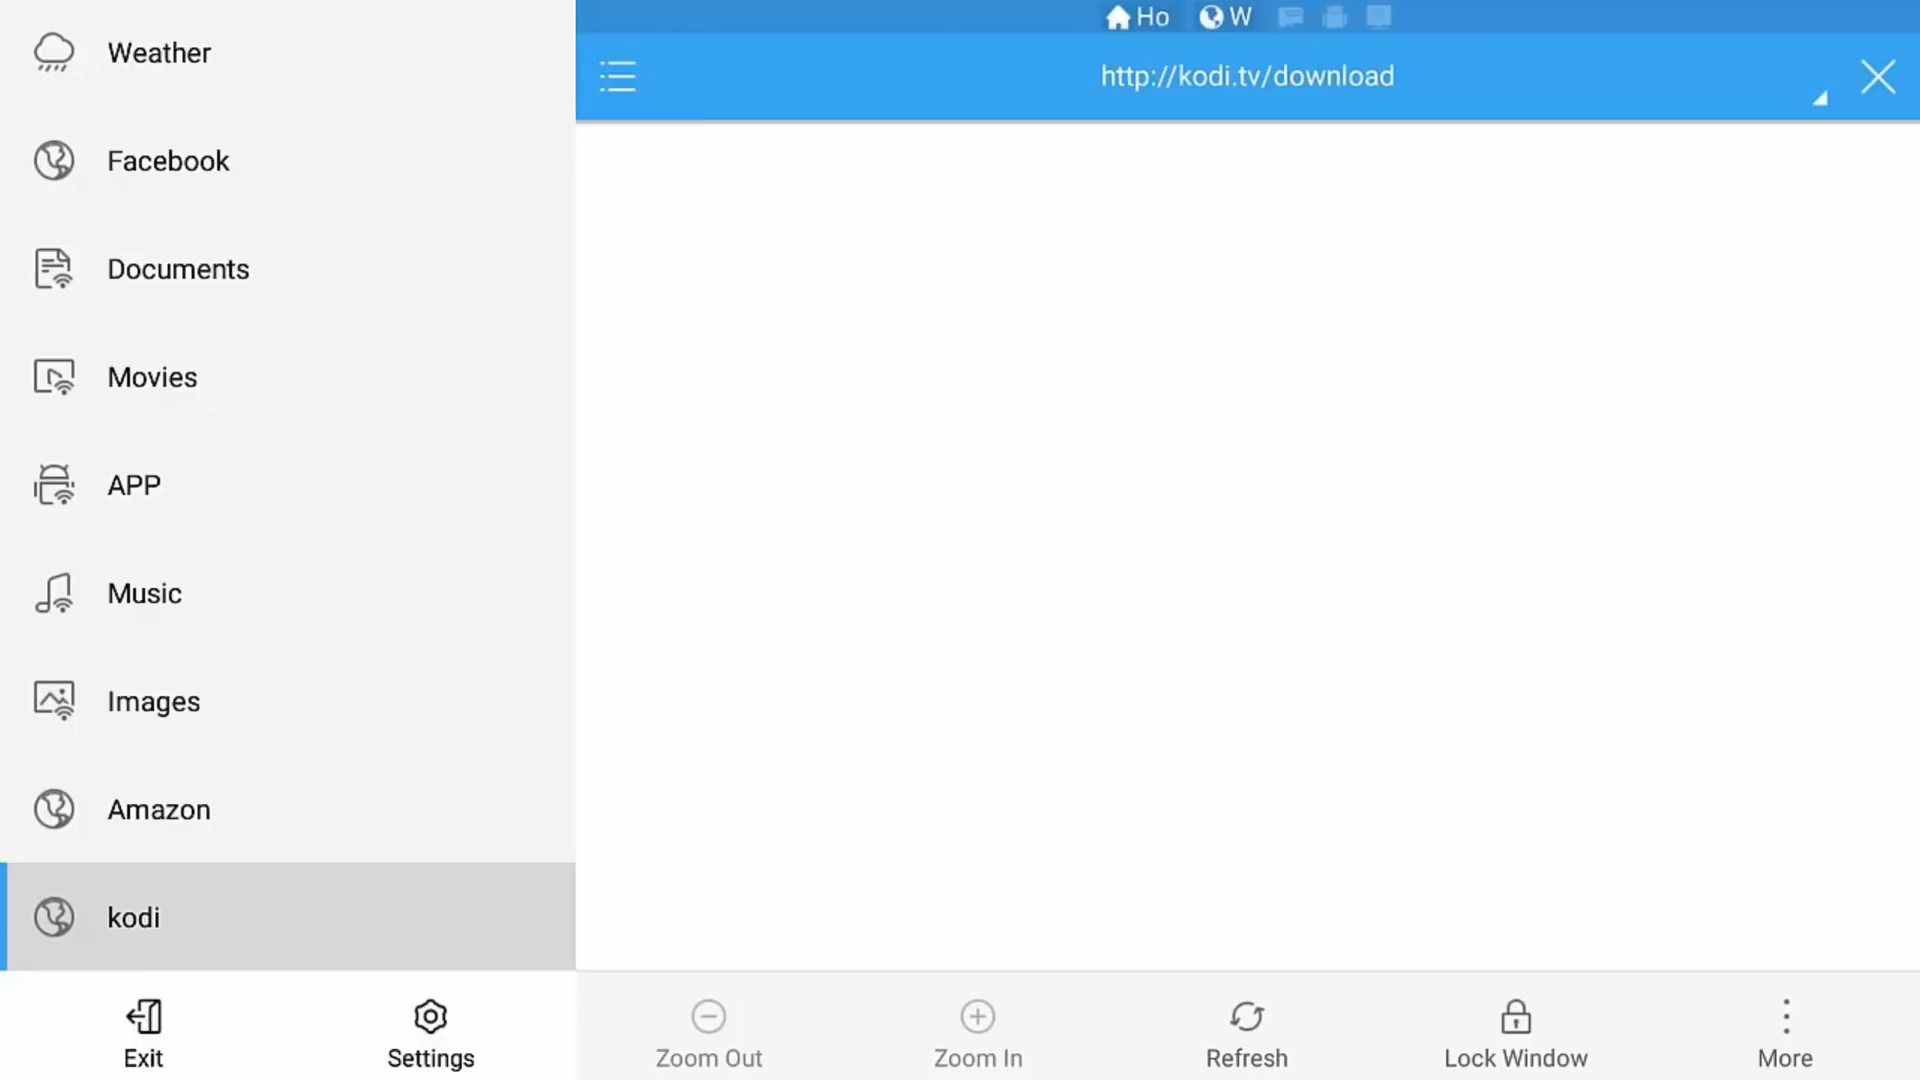 Weather
Facebook
Documents
Movies
APP
Music
Images
Amazon
kodi
Exit
Settings
Ho
W
http://kodi.tv/download
Zoom Out
Zoom In
Refresh
Lock Window
More